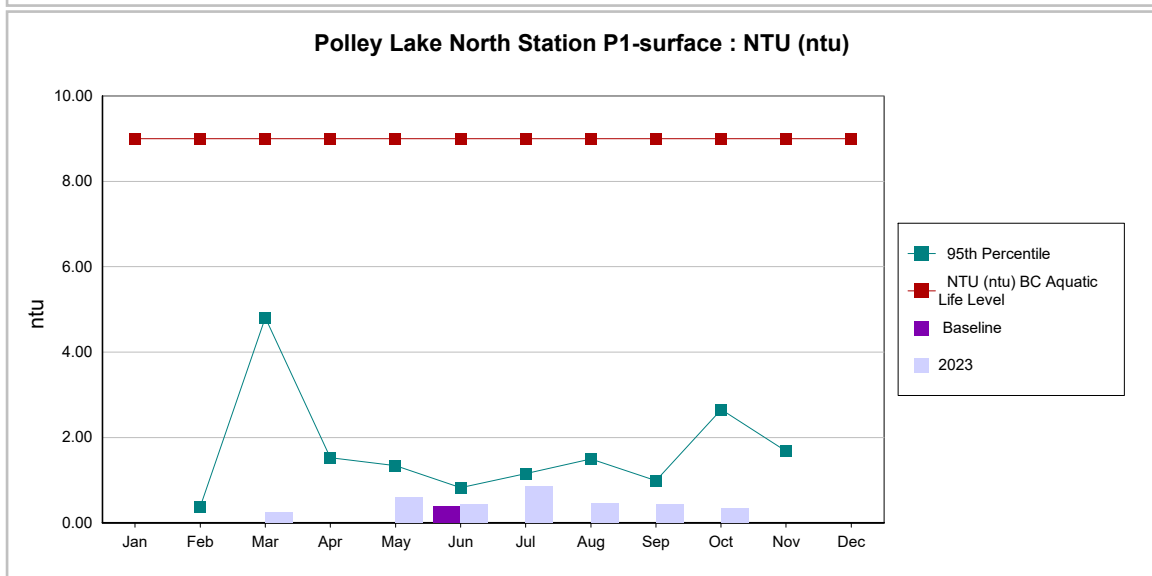 Polley Lake North Station P1-surface : NTU (ntu)
10.00
8.00
6.00
4.00
2.00
0.00
ntu
Jan Feb Mar Apr May Jun Jul Aug Sep Oct Nov Dec
95th Percentile
NTU (ntu) BC Aquatic
Life Level
Baseline
2023